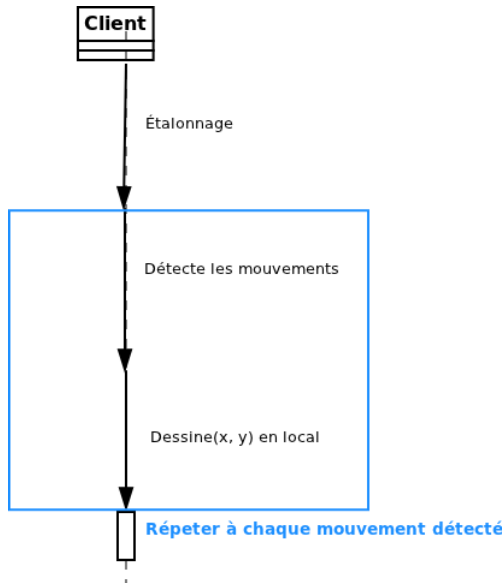 Client
Étalonnage
Détecte les mouvements
Dessine(x, y) en local
Répeter à chaque mouvement détecté